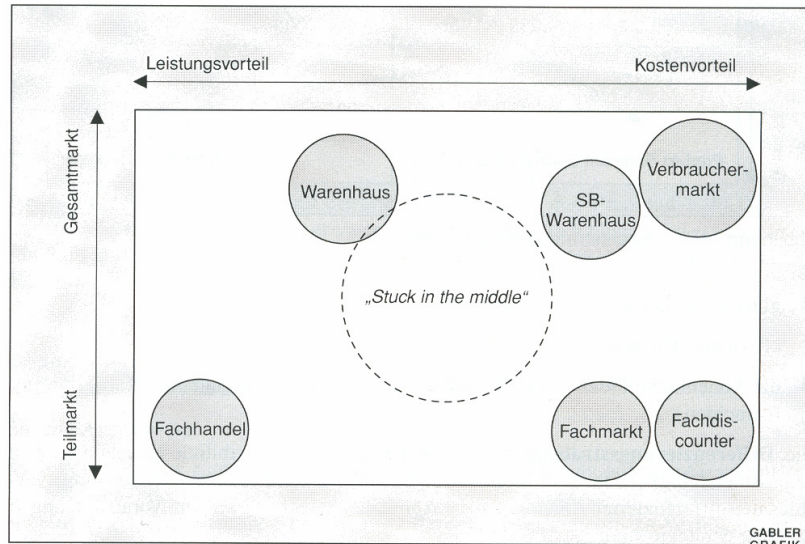 Leistungsvorteil
Kostenvorteil
Gesamtmarkt
Teilmarkt
Warenhaus
SB-
Warenhaus
Verbraucher-
markt
„Stuck in the middle“
Fachhandel
Fachmarkt
Fachdis-
counter
GABLER
GRAFIK